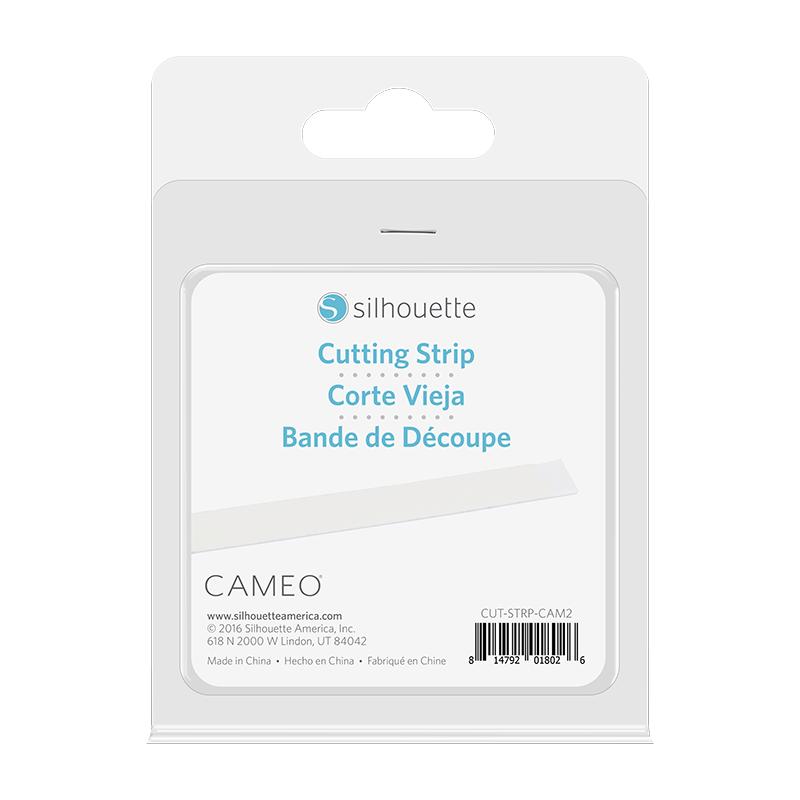 silhouette
Cutting Strip
Corte Vieja
Bande de Découpe
CAMEO®
www.silhouetteamerica.com
© 2016 Silhouette America, Inc.
618 N 2000 W Lindon, UT 84042
Made in China • Hecho en China • Fabriqué en Chine
CUT-STRP-CAM2
8 14792 01802 6